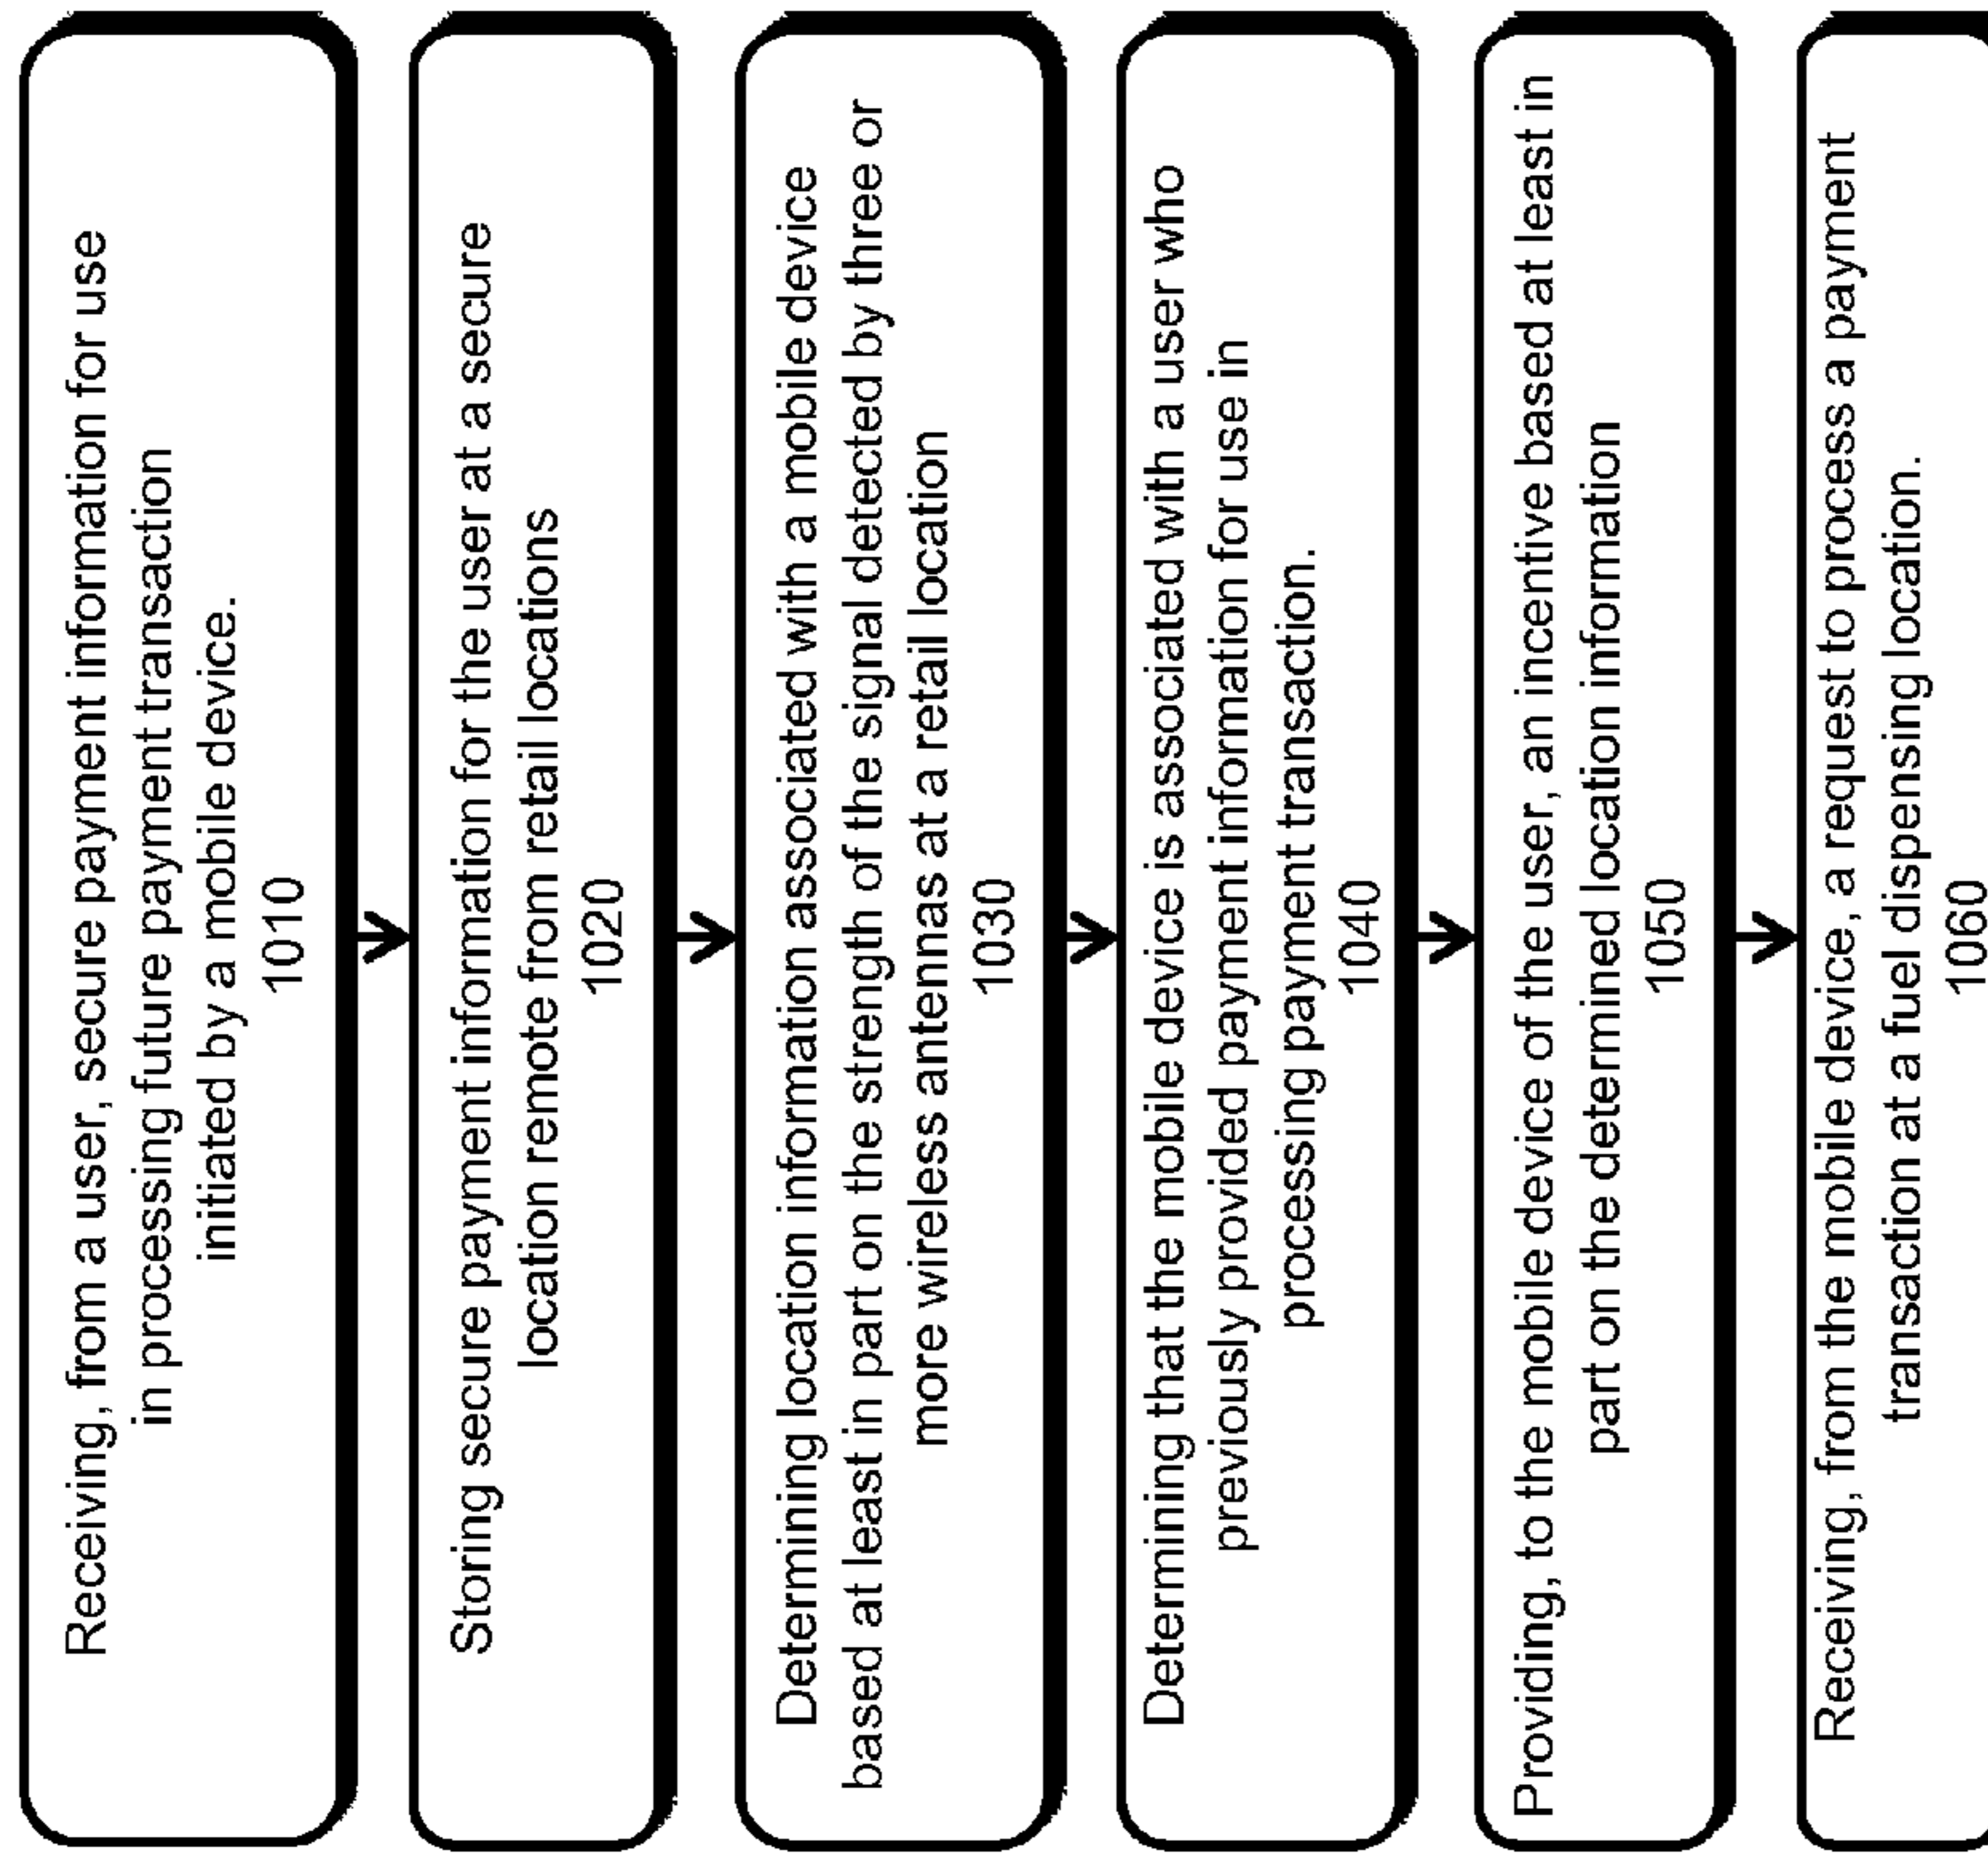 Receiving, from a user, secure payment information for use
in processing future payment transaction
initiated by a mobile device.
1010
Storing secure payment information for the user at a secure
location remote from retail locations
1020
Determining location information associated with a mobile device
based at least in part on the strength of the signal detected by three or
more wireless antennas at a retail location
1030
Determining that the mobile device is associated with a user who
previously provided payment information for use in
processing payment transaction.
1040
Providing, to the mobile device of the user, an incentive based at least in
part on the determined location information
1050
Receiving, from the mobile device, a request to process a payment
transaction at a fuel dispensing location.
1060